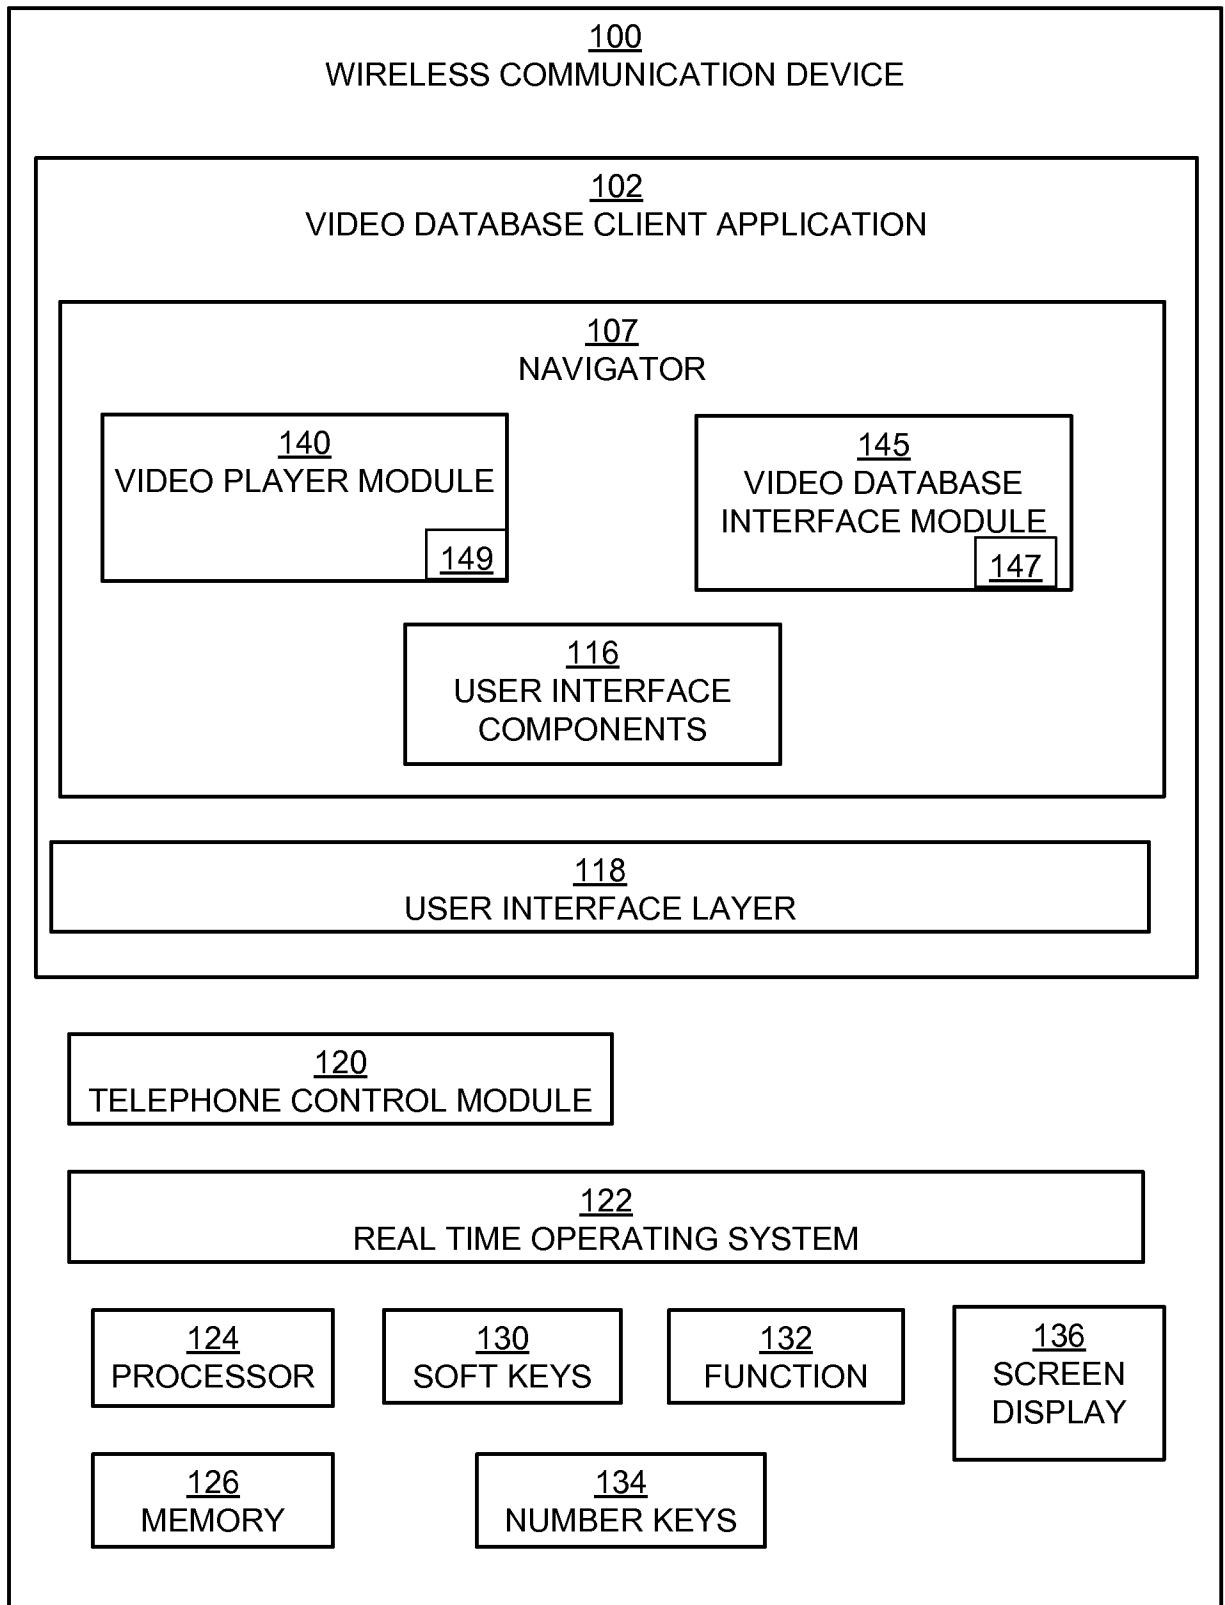 100
WIRELESS COMMUNICATION DEVICE
102
VIDEO DATABASE CLIENT APPLICATION
107
NAVIGATOR
140
VIDEO PLAYER MODULE
149
145
VIDEO DATABASE
INTERFACE MODULE
147
116
USER INTERFACE
COMPONENTS
118
USER INTERFACE LAYER
120
TELEPHONE CONTROL MODULE
122
REAL TIME OPERATING SYSTEM
124
PROCESSOR
130
SOFT KEYS
132
FUNCTION
136
SCREEN
DISPLAY
126
MEMORY
134
NUMBER KEYS